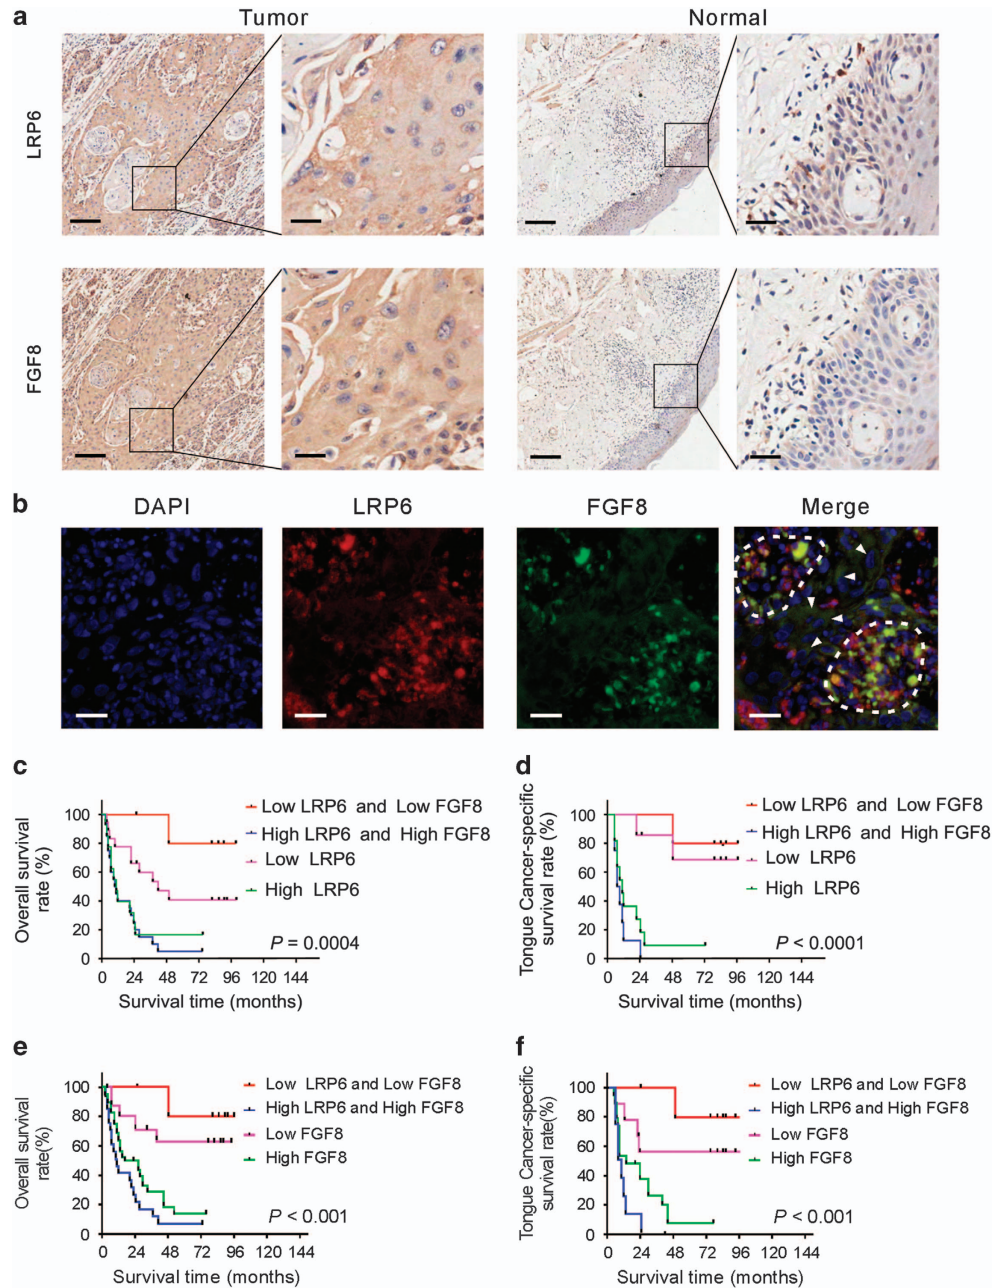 a
Tumor
Normal
LRP6
FGF8
b
DAPI
LRP6
FGF8
Merge
c
Overall survival
rate (%)
100
80
60
40
20
0
0 24 48 72 96 120 144
Survival time (months)
Low LRP6 and Low FGF8
High LRP6 and High FGF8
Low LRP6
High LRP6
P = 0.0004
d
Tongue Cancer-specific
survival rate (%)
100
80
60
40
20
0
0 24 48 72 96 120 144
Survival time (months)
Low LRP6 and Low FGF8
High LRP6 and High FGF8
Low LRP6
High LRP6
P < 0.0001
e
Overall survival
rate(%)
100
80
60
40
20
0
0 24 48 72 96 120 144
Survival time (months)
Low LRP6 and Low FGF8
High LRP6 and High FGF8
Low FGF8
High FGF8
P < 0.001
f
Tongue Cancer-specific
survival rate(%)
100
80
60
40
20
0
0 24 48 72 96 120 144
Survival time (months)
Low LRP6 and Low FGF8
High LRP6 and High FGF8
Low FGF8
High FGF8
P < 0.001